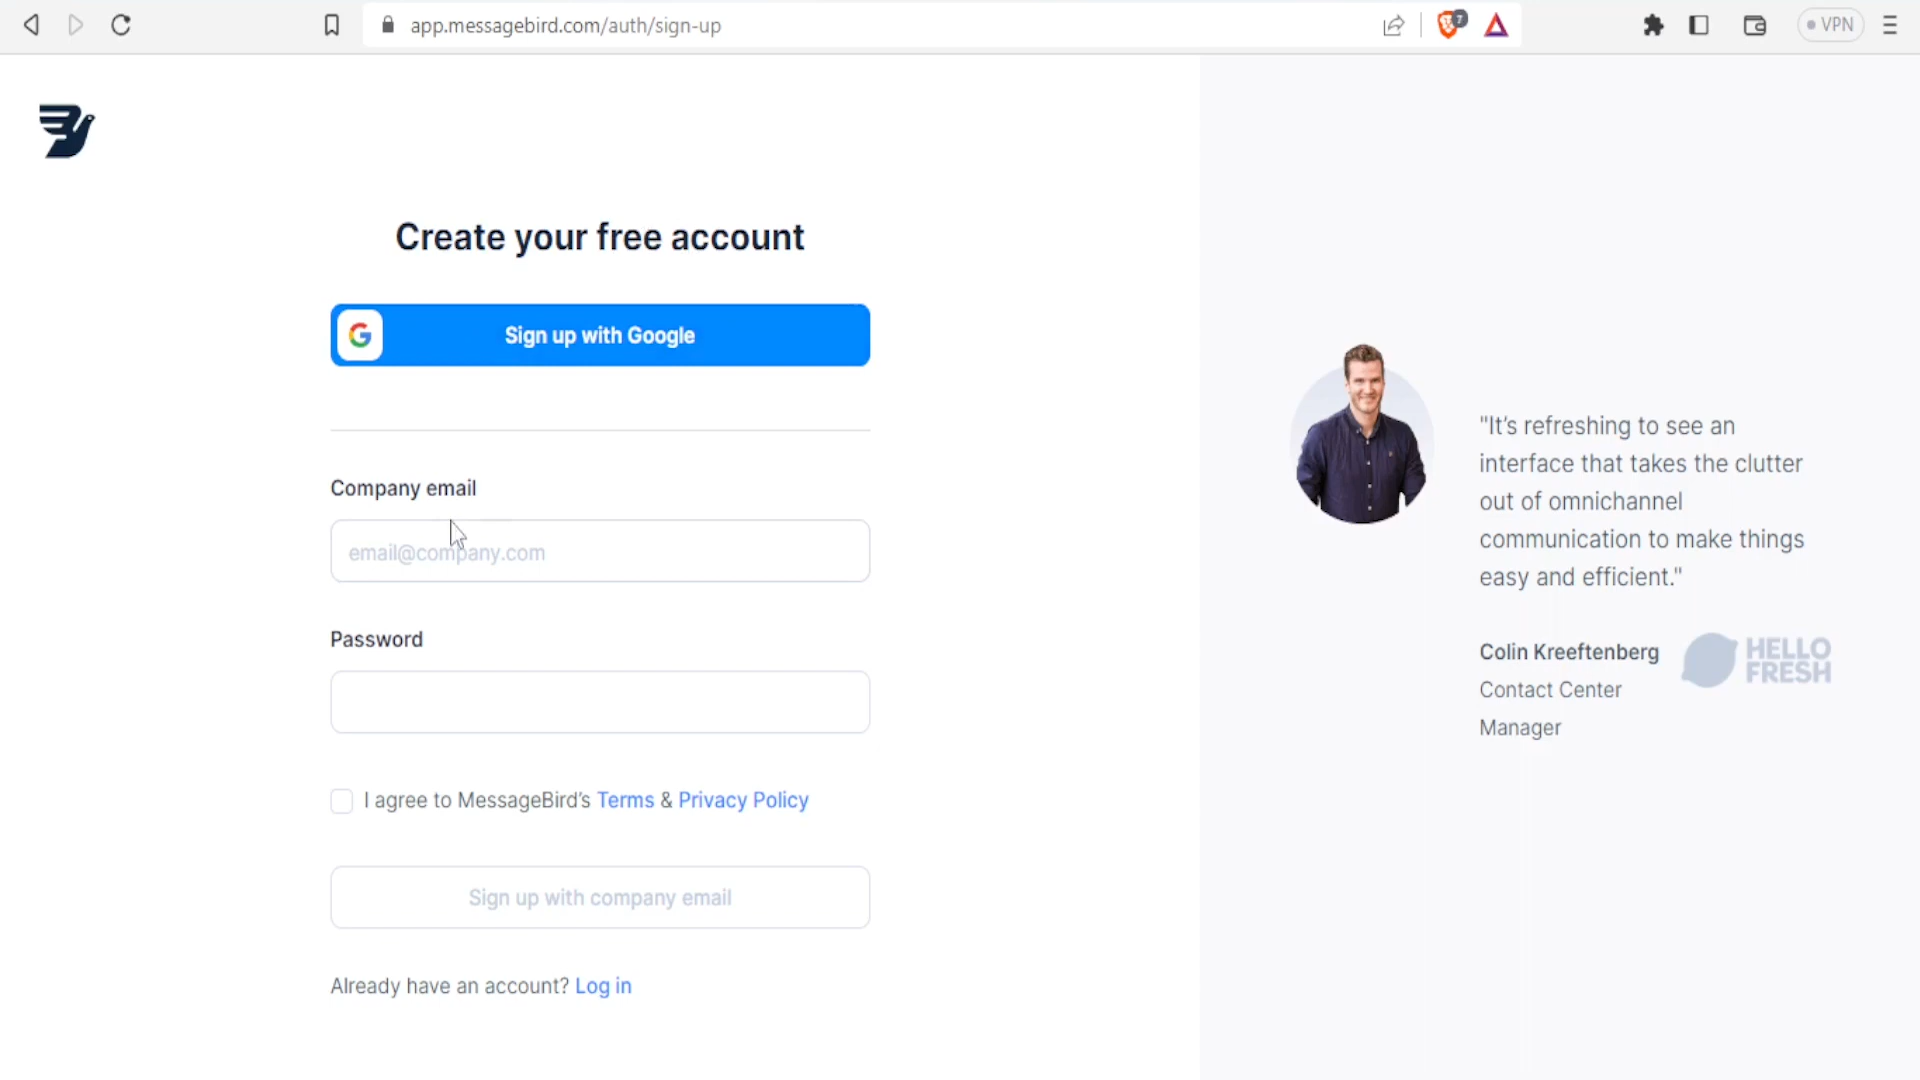 app.messagebird.com/auth/sign-up
7
VPN
Create your free account
Sign up with Google
Company email
email@company.com
Password
I agree to MessageBird's Terms & Privacy Policy
Sign up with company email
Already have an account? Log in
"It's refreshing to see an
interface that takes the clutter
out of omnichannel
communication to make things
easy and efficient."
Colin Kreeftenberg
Contact Center
Manager
HELLO
FRESH